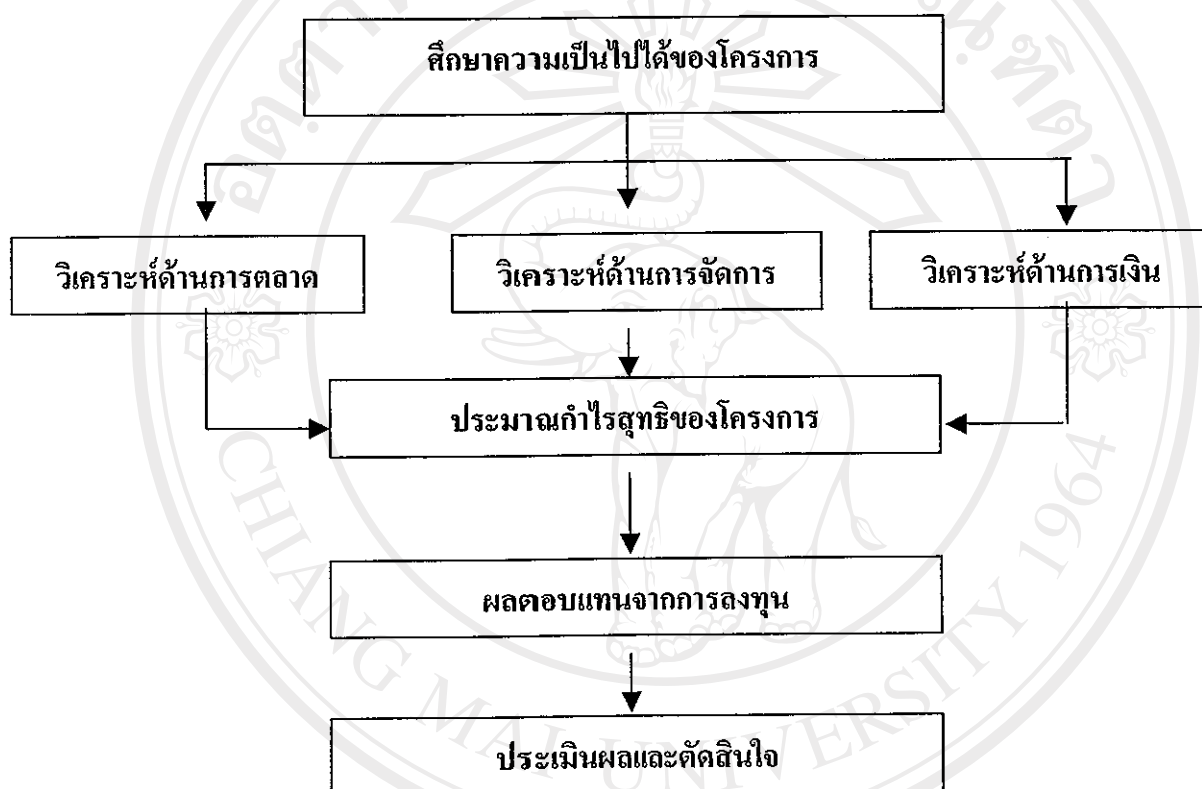 ศึกษาความเป็นไปได้ของโครงการ
วิเคราะห์ด้านการตลาด
วิเคราะห์ด้านการจัดการ
วิเคราะห์ด้านการเงิน
ประมาณกำไรสุทธิของโครงการ
ผลตอบแทนจากการลงทุน
ประเมินผลและตัดสินใจ
CHIANG MAI UNIVERSITY 1964